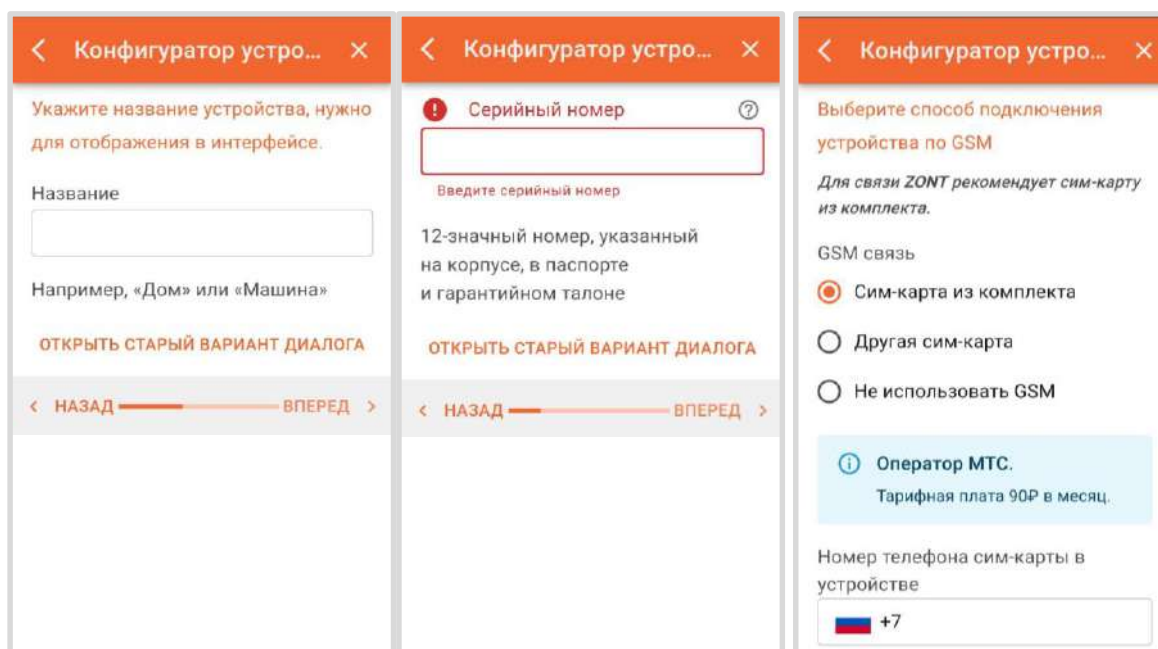 Конфигуратор устро...
Укажите название устройства, нужно
для отображения в интерфейсе.
Название
Например, «Дом» или «Машина»
ОТКРЫТЬ СТАРЫЙ ВАРИАНТ ДИАЛОГА
НАЗАД
ВПЕРЕД
Конфигуратор устро...
Серийный номер
Введите серийный номер
12-значный номер, указанный
на корпусе, в паспорте
и гарантийном талоне
ОТКРЫТЬ СТАРЫЙ ВАРИАНТ ДИАЛОГА
НАЗАД
ВПЕРЕД
Конфигуратор устро...
Выберите способ подключения
устройства по GSM
Для связи ZONT рекомендует сим-карту
из комплекта.
GSM связь
Сим-карта из комплекта
Другая сим-карта
Не использовать GSM
Оператор МТС.
Тарифная плата 90₽ в месяц.
Номер телефона сим-карты в
устройстве
+7